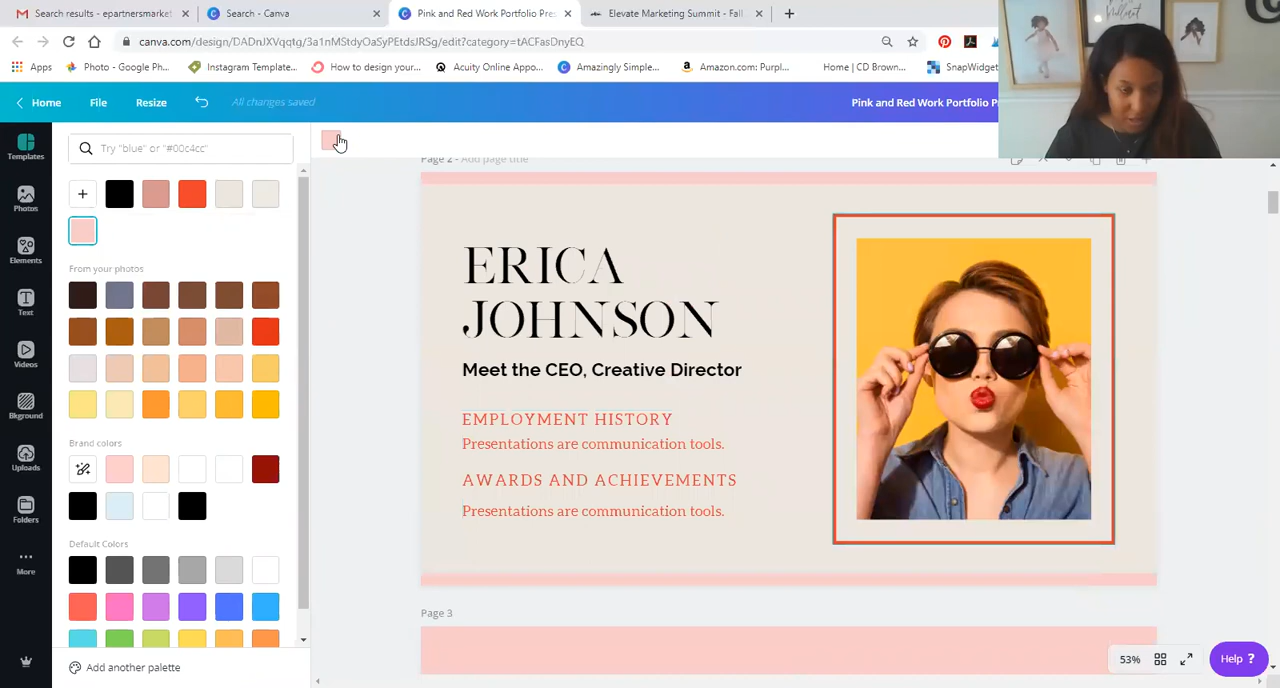 Search results - epartnersmarket
Search - Canva
Pink and Red Work Portfolio Pres
Elevate Marketing Summit - Fall
canva.com/design/DADnJXVqqtg/3a1nMStdyOaSyPEtdsJRSg/edit?category=tACFasDnyEQ
Apps
Photo - Google Ph...
Instagram Template...
How to design your...
Acuity Online Appo...
Amazingly Simple...
Amazon.com: Purpl...
Home | CD Brown...
SnapWidget
Home
File
Resize
All changes saved
Pink and Red Work Portfolio P
Templates
Photos
Elements
Text
Videos
Bkground
Uploads
Folders
More
Try "blue" or "#00c4cc"
From your photos
Brand colors
Default Colors
Add another palette
Page 2 - Add page title
ERICA
JOHNSON
Meet the CEO, Creative Director
EMPLOYMENT HISTORY
Presentations are communication tools.
AWARDS AND ACHIEVEMENTS
Presentations are communication tools.
Page 3
53%
Help ?